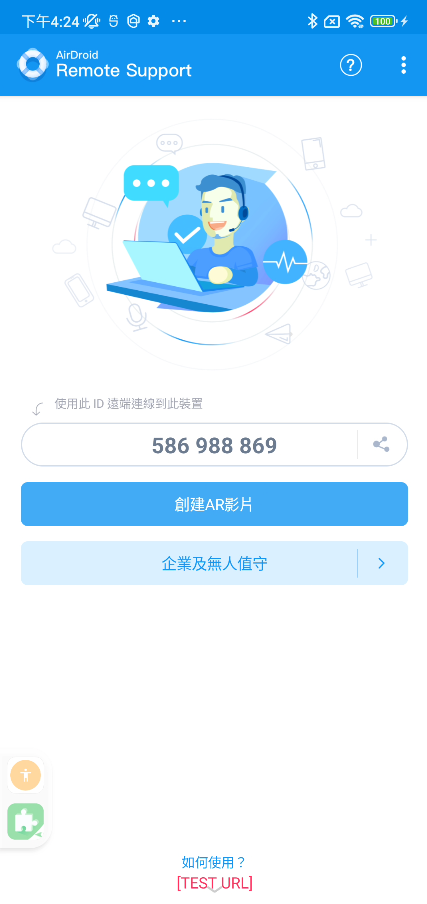 下午4:24
100
AirDroid
Remote Support
使用此 ID 遠端連線到此裝置
586 988 869
創建AR影片
企業及無人值守
如何使用？
[TEST URL]